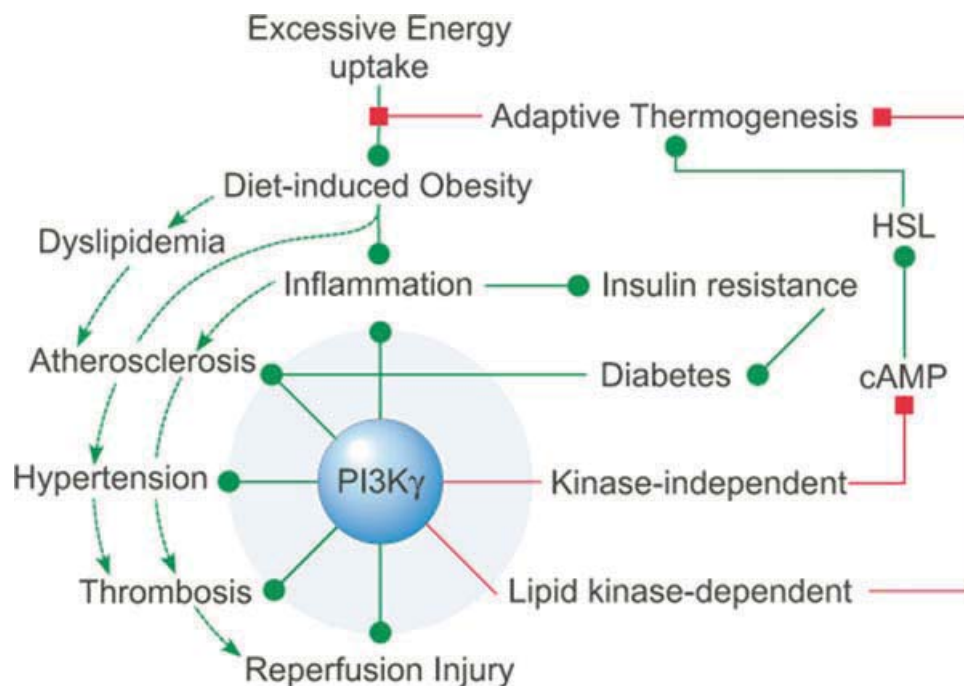 Excessive Energy
uptake
Adaptive Thermogenesis
Diet-induced Obesity
Dyslipidemia
HSL
Inflammation
Insulin resistance
Atherosclerosis
Diabetes
cAMP
Hypertension
PI3Kγ
Kinase-independent
Thrombosis
Lipid kinase-dependent
Reperfusion Injury